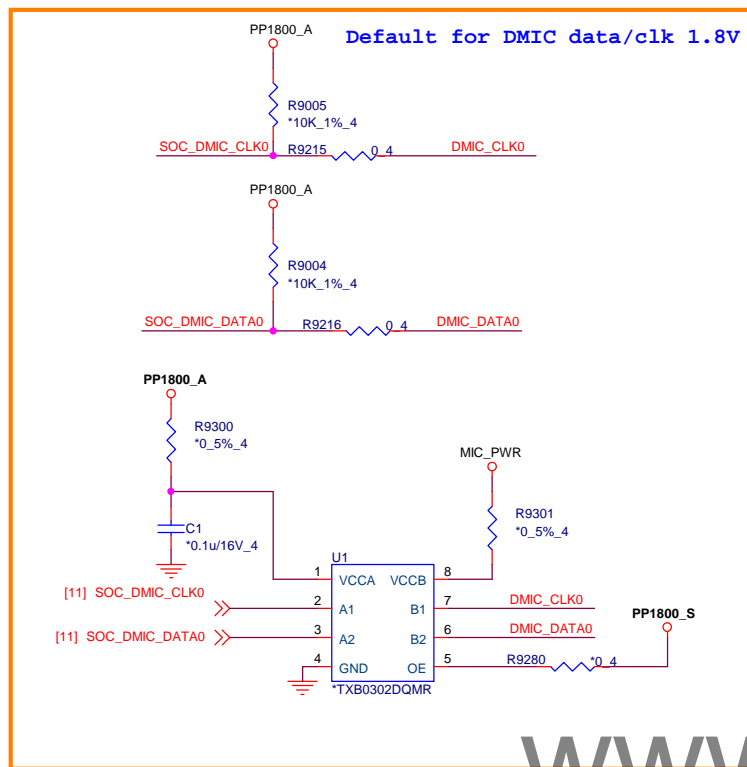 PP1800_A
Default for DMIC data/clk 1.8V
R9005
*10K_1%_4
SOC_DMIC_CLK0
R9215
0_4
DMIC_CLK0
PP1800_A
R9004
*10K_1%_4
SOC_DMIC_DATA0
R9216
0_4
DMIC_DATA0
PP1800_A
R9300
*0_5%_4
MIC_PWR
R9301
*0_5%_4
C1
*0.1u/16V_4
U1
1 VCCA VCCB 8
[11] SOC_DMIC_CLK0
2 A1 B1 7 DMIC_CLK0
[11] SOC_DMIC_DATA0
3 A2 B2 6 DMIC_DATA0
PP1800_S
4 GND OE 5 R9280 *0_4
*TXB0302DQMR
www